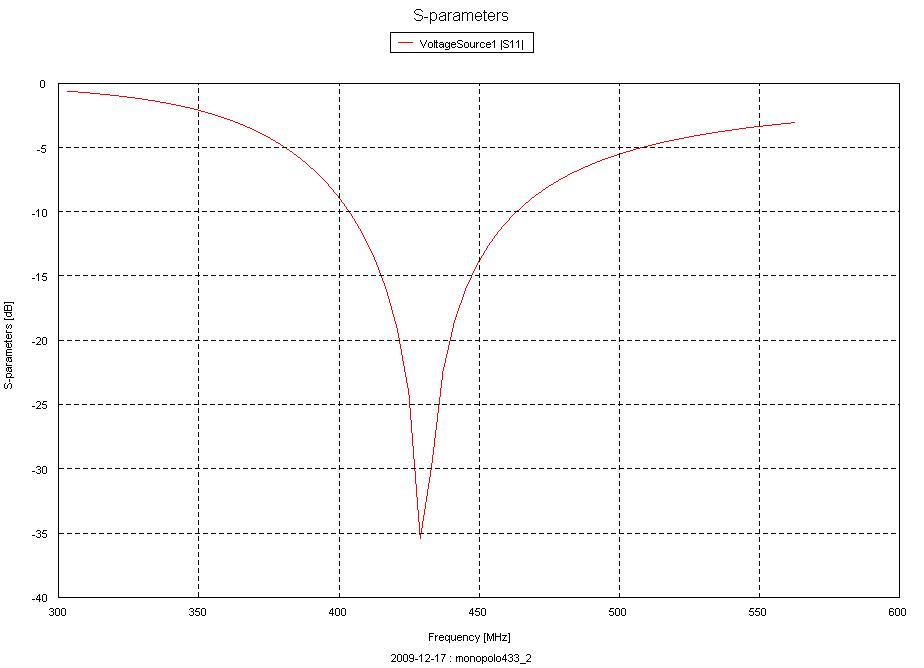 S-parameters
VoltageSource1 |S11|
0
-5
-10
-15
-20
-25
-30
-35
-40
S-parameters [dB]
300 350 400 450 500 550 600
Frequency [MHz]
2009-12-17 : monopolo433_2